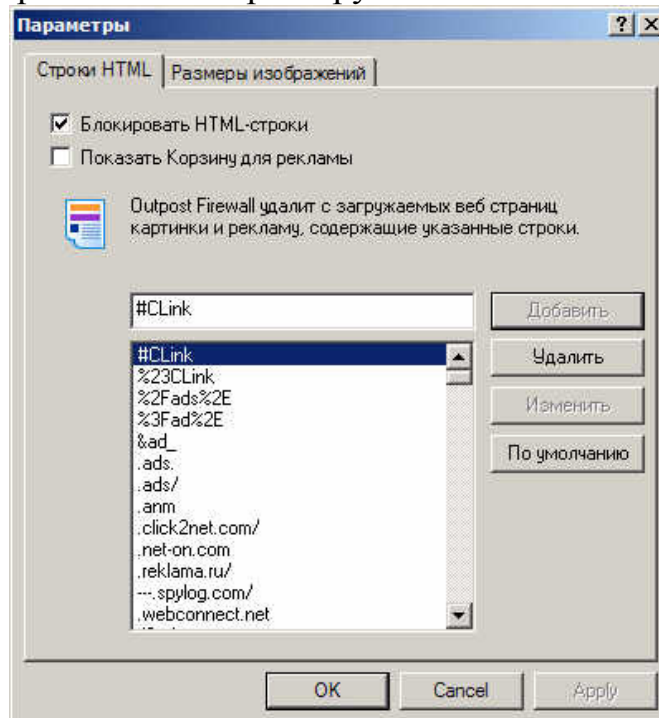 Параметры
Строки HTML
Размеры изображений
Блокировать HTML-строки
Показать Корзину для рекламы
Outpost Firewall удалит с загружаемых веб страниц
картинки и рекламу, содержащие указанные строки.
#CLink
Добавить
#CLink
%23CLink
%2Fads%2E
%3Fad%2E
&ad_
.ads.
.ads/
.anm
.click2net.com/
.net-on.com
.reklama.ru/
---.spylog.com/
.webconnect.net
Удалить
Изменить
По умолчанию
OK
Cancel
Apply